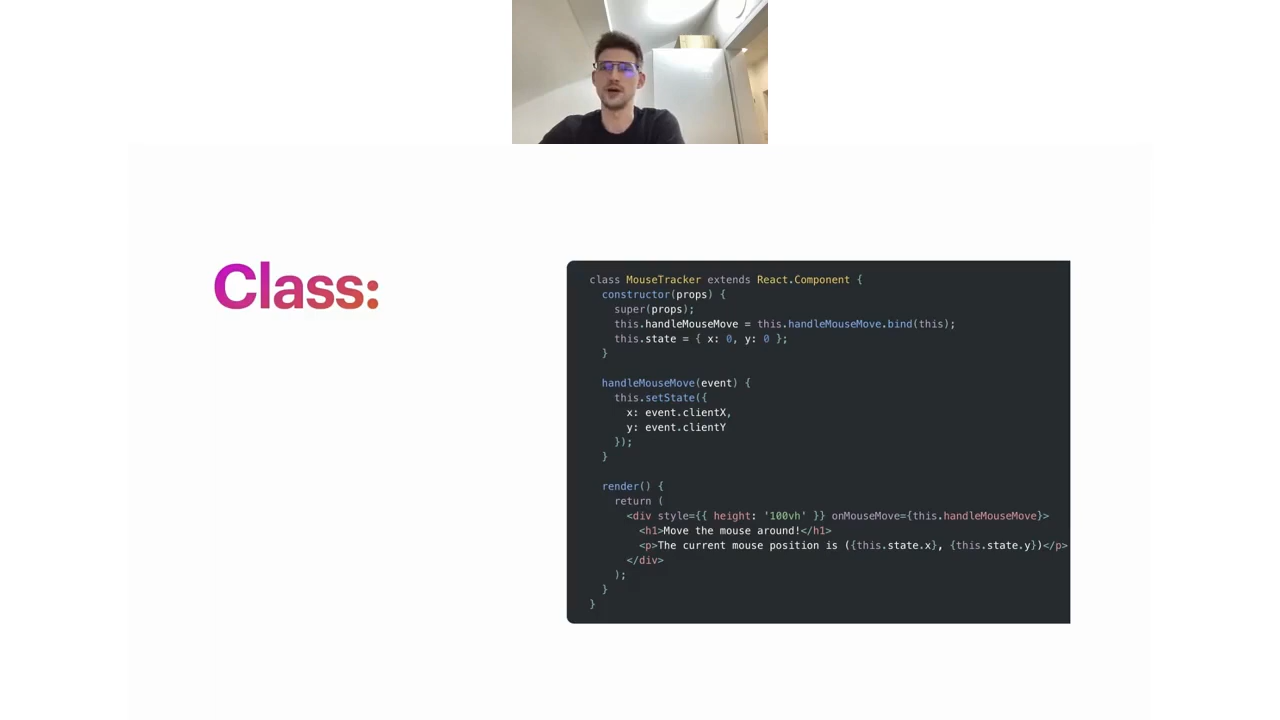 Class:
class MouseTracker extends React.Component {
  constructor(props) {
    super(props);
    this.handleMouseMove = this.handleMouseMove.bind(this);
    this.state = { x: 0, y: 0 };
  }
  handleMouseMove(event) {
    this.setState({
      x: event.clientX,
      y: event.clientY
    });
  }
  render() {
    return (
      <div style={{ height: '100vh' }} onMouseMove={this.handleMouseMove}>
        <h1>Move the mouse around!</h1>
        <p>The current mouse position is ({this.state.x}, {this.state.y})</p>
      </div>
    );
  }
}